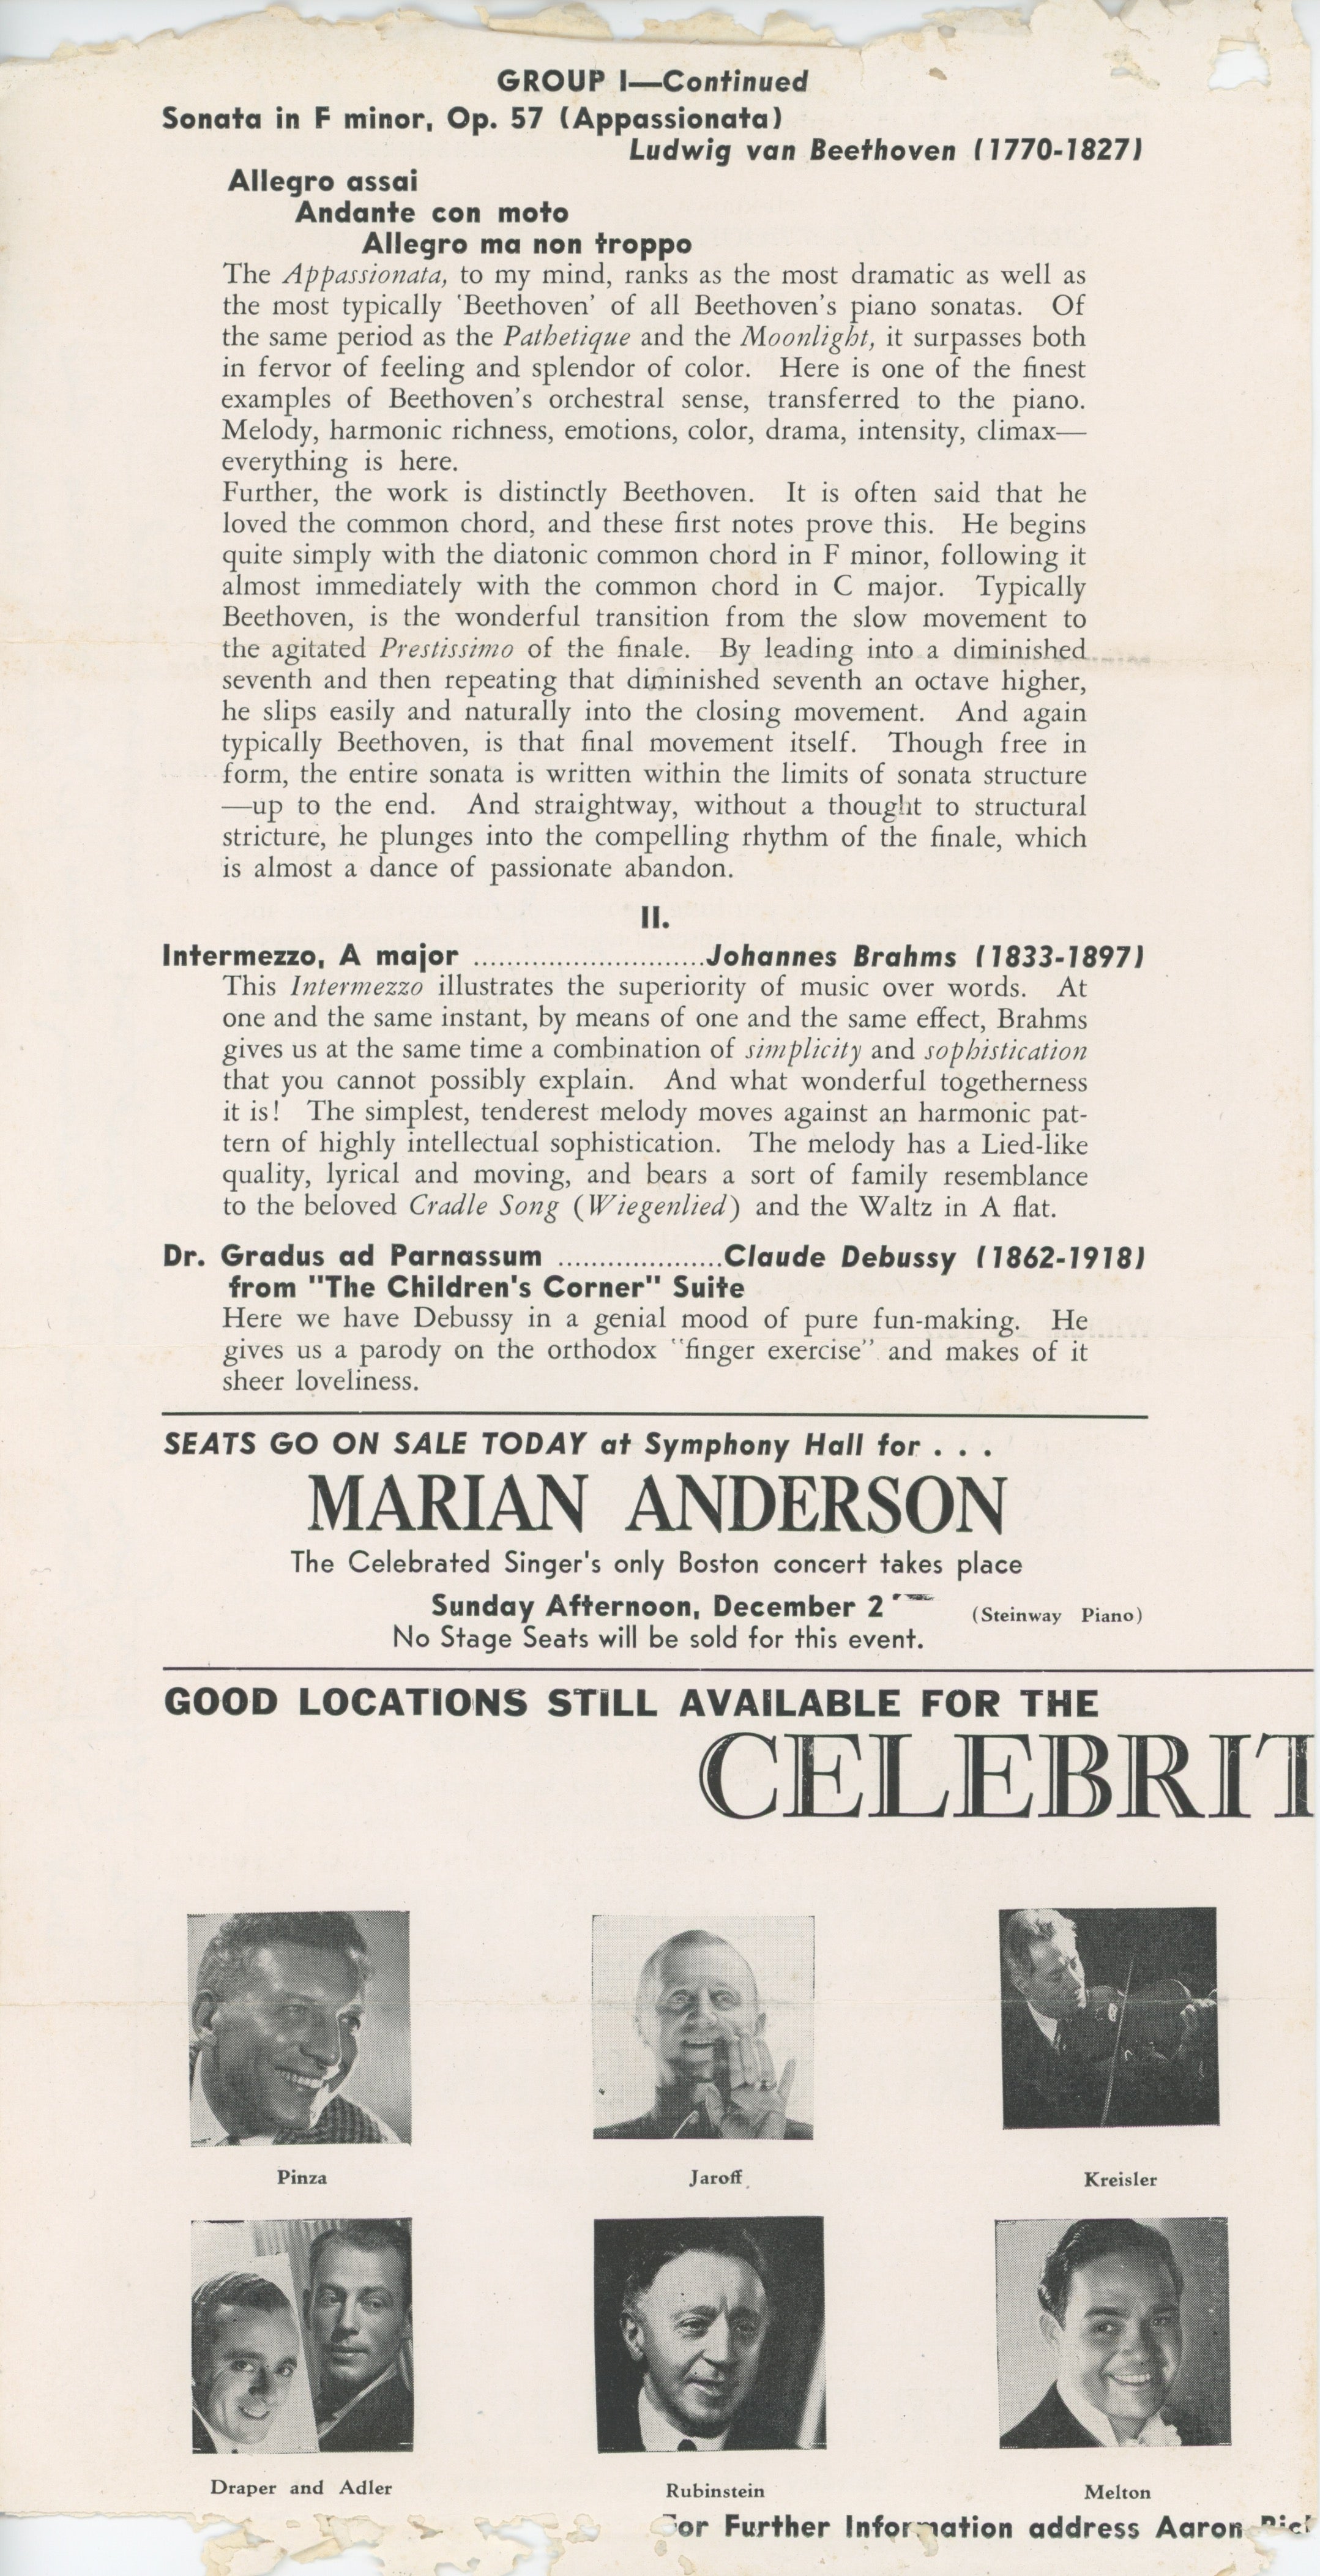 GROUP I—Continued
Sonata in F minor, Op. 57 (Appassionata)
Ludwig van Beethoven (1770-1827)
Allegro assai
Andante con moto
Allegro ma non troppo
The Appassionata, to my mind, ranks as the most dramatic as well as
the most typically 'Beethoven' of all Beethoven's piano sonatas. Of
the same period as the Pathetique and the Moonlight, it surpasses both
in fervor of feeling and splendor of color. Here is one of the finest
examples of Beethoven's orchestral sense, transferred to the piano.
Melody, harmonic richness, emotions, color, drama, intensity, climax—
everything is here.
Further, the work is distinctly Beethoven. It is often said that he
loved the common chord, and these first notes prove this. He begins
quite simply with the diatonic common chord in F minor, following it
almost immediately with the common chord in C major. Typically
Beethoven, is the wonderful transition from the slow movement to
the agitated Prestissimo of the finale. By leading into a diminished
seventh and then repeating that diminished seventh an octave higher,
he slips easily and naturally into the closing movement. And again
typically Beethoven, is that final movement itself. Though free in
form, the entire sonata is written within the limits of sonata structure
—up to the end. And straightway, without a thought to structural
stricture, he plunges into the compelling rhythm of the finale, which
is almost a dance of passionate abandon.
II.
Intermezzo, A major ............................Johannes Brahms (1833-1897)
This Intermezzo illustrates the superiority of music over words. At
one and the same instant, by means of one and the same effect, Brahms
gives us at the same time a combination of simplicity and sophistication
that you cannot possibly explain. And what wonderful togetherness
it is! The simplest, tenderest melody moves against an harmonic pat-
tern of highly intellectual sophistication. The melody has a Lied-like
quality, lyrical and moving, and bears a sort of family resemblance
to the beloved Cradle Song (Wiegenlied) and the Waltz in A flat.
Dr. Gradus ad Parnassum ....................Claude Debussy (1862-1918)
from "The Children's Corner" Suite
Here we have Debussy in a genial mood of pure fun-making. He
gives us a parody on the orthodox "finger exercise" and makes of it
sheer loveliness.
SEATS GO ON SALE TODAY at Symphony Hall for . . .
MARIAN ANDERSON
The Celebrated Singer's only Boston concert takes place
Sunday Afternoon, December 2
(Steinway Piano)
No Stage Seats will be sold for this event.
GOOD LOCATIONS STILL AVAILABLE FOR THE
CELEBRIT
Pinza
Jaroff
Kreisler
Draper and Adler
Rubinstein
Melton
For Further Information address Aaron